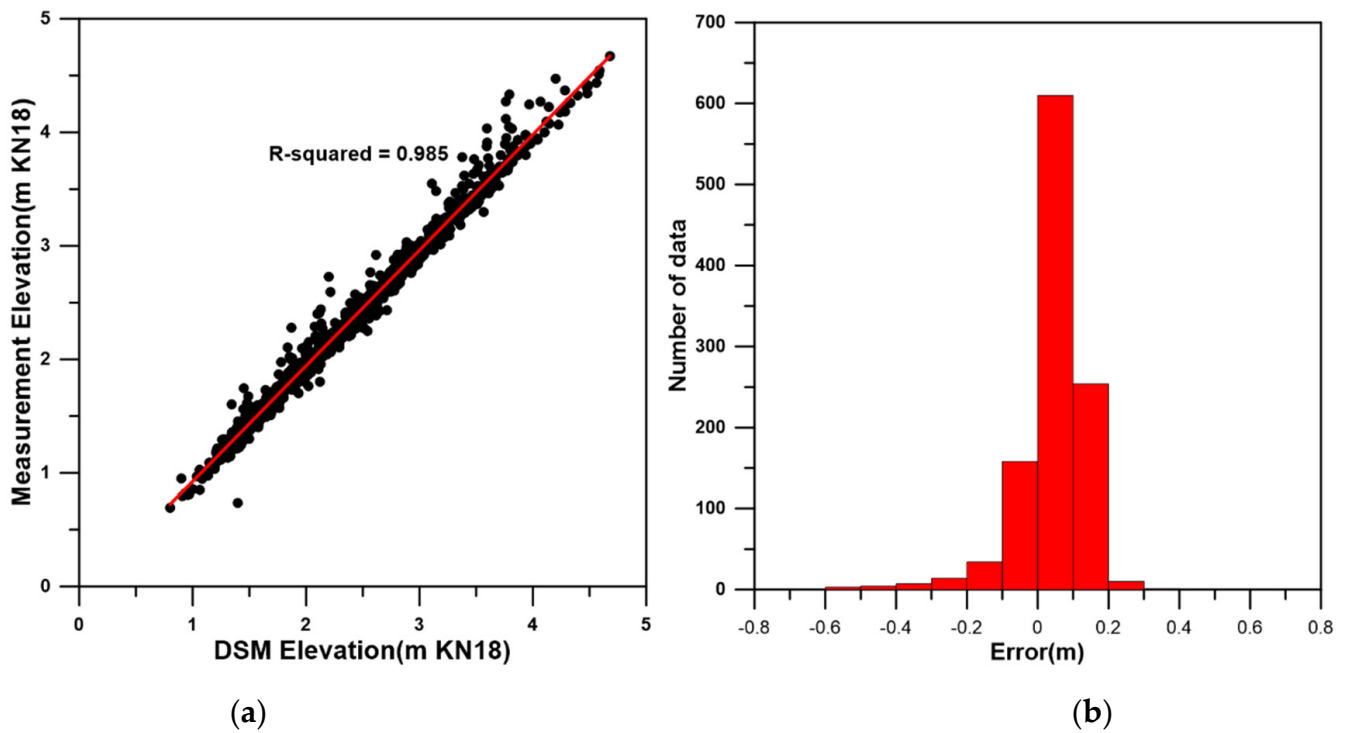 5
4
3
2
1
0
Measurement Elevation(m KN18)
R-squared = 0.985
0 1 2 3 4 5
DSM Elevation(m KN18)
(a)
700
600
500
400
300
200
100
0
Number of data
-0.8 -0.6 -0.4 -0.2 0 0.2 0.4 0.6 0.8
Error(m)
(b)